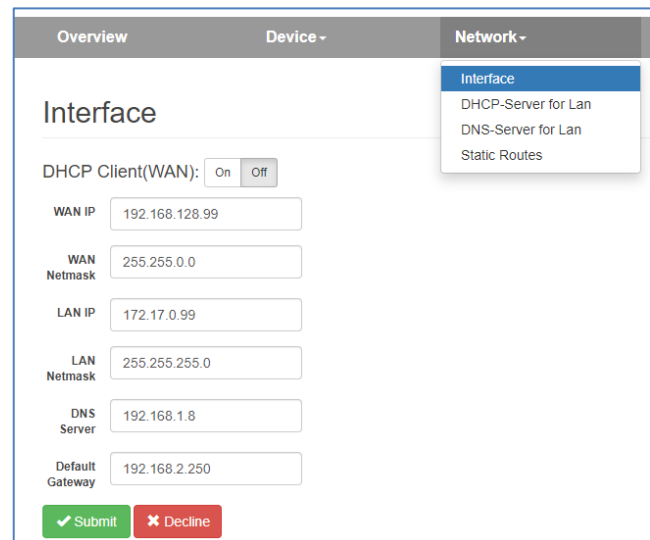 Overview Device Network
Interface
DHCP-Server for Lan
DNS-Server for Lan
Static Routes
Interface
DHCP Client(WAN): On Off
WAN IP 192.168.128.99
WAN Netmask 255.255.0.0
LAN IP 172.17.0.99
LAN Netmask 255.255.255.0
DNS Server 192.168.1.8
Default Gateway 192.168.2.250
Submit Decline